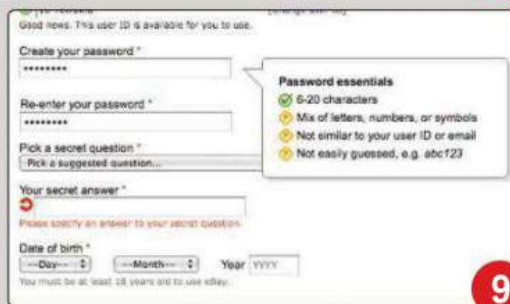 Good news. This user ID is available for you to use.
Create your password *
Password essentials
6-20 characters
Re-enter your password *
Mix of letters, numbers, or symbols
Not similar to your user ID or email
Pick a secret question *
Not easily guessed, e.g. abc123
Pick a suggested question...
Your secret answer *
Please specify an answer to your secret question.
Date of birth *
---Day--- ---Month--- Year YYYY
You must be at least 18 years old to use eBay.
9